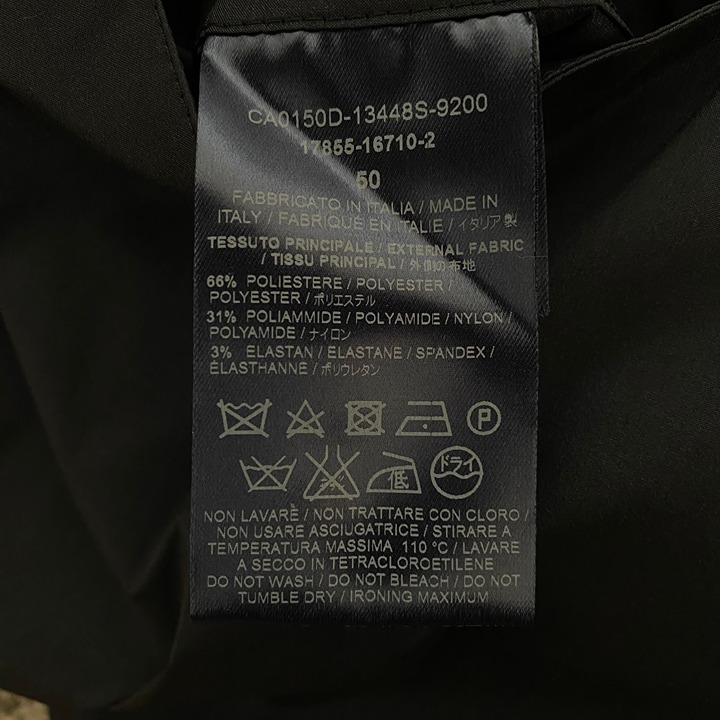 CA0150D-13448S-9200
17855-16710-2
50
FABBRICATO IN ITALIA / MADE IN
ITALY / FABRIQUE EN ITALIE / イタリア製
TESSUTO PRINCIPALE / EXTERNAL FABRIC
/ TISSU PRINCIPAL / 外側の布地
66% POLIESTERE / POLYESTER /
POLYESTER / ポリエステル
31% POLIAMMIDE / POLYAMIDE / NYLON /
POLYAMIDE / ナイロン
3% ELASTAN / ELASTANE / SPANDEX /
ÉLASTHANNE / ポリウレタン
P
低 ドライ
NON LAVARÈ / NON TRATTARE CON CLORO /
NON USARE ASCIUGATRICE / STIRARE A
TEMPERATURA MASSIMA 110 °C / LAVARE
A SECCO IN TETRACLOROETILENE
DO NOT WASH / DO NOT BLEACH / DO NOT
TUMBLE DRY / IRONING MAXIMUM